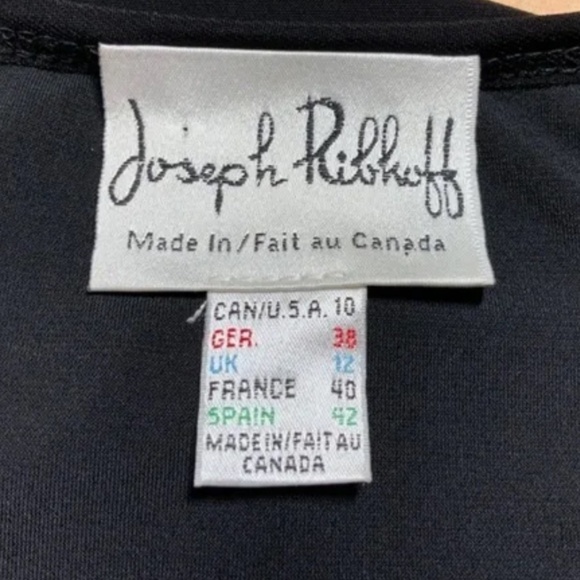 Joseph Ribkoff
Made In/Fait au Canada
CAN/U.S.A. 10
GER. 38
UK 12
FRANCE 40
SPAIN 42
MADE IN/FAIT AU
CANADA